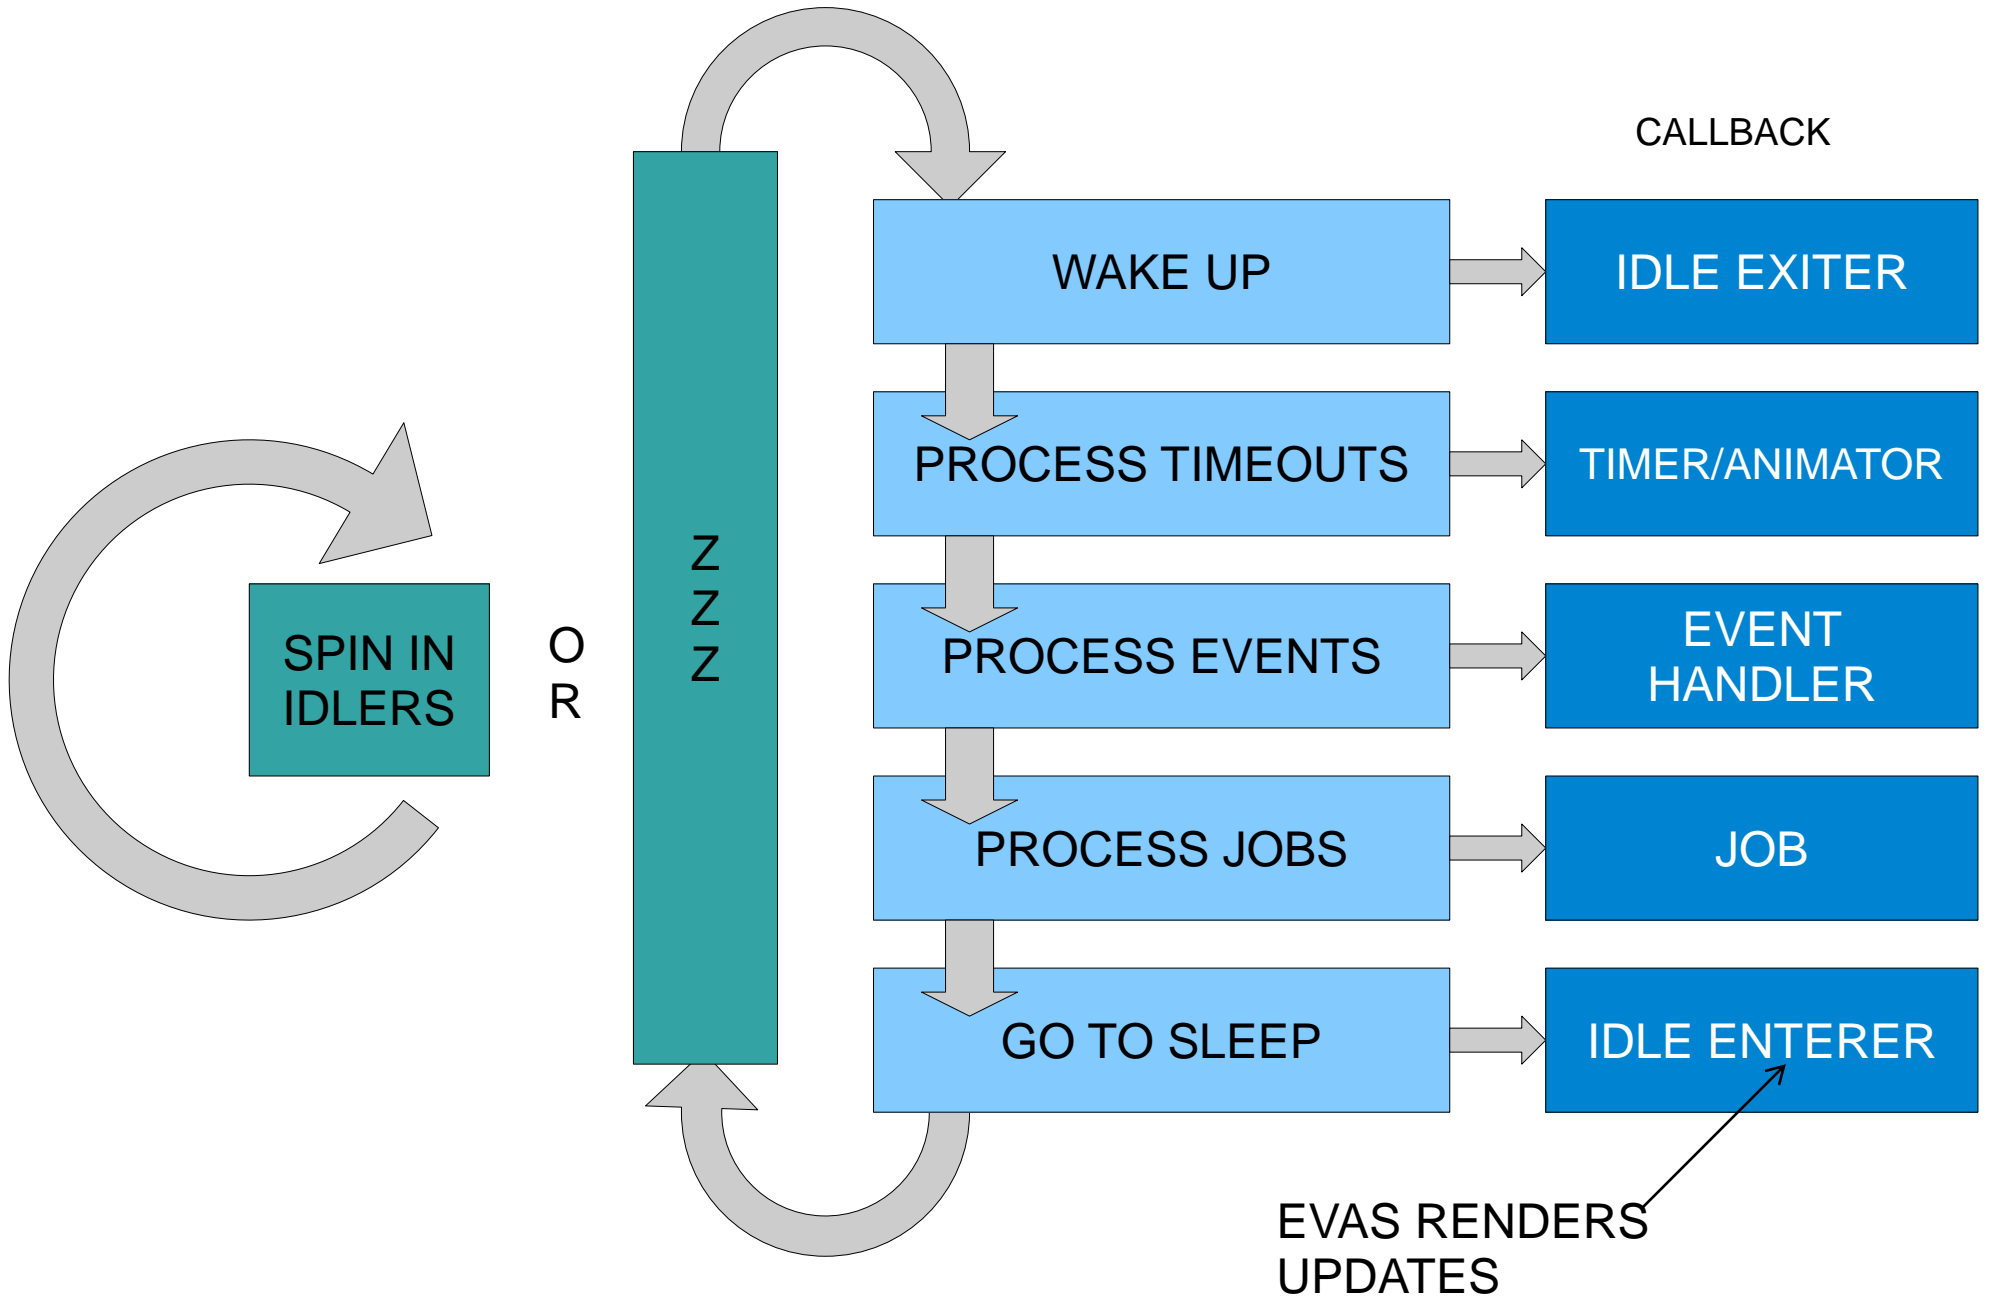 CALLBACK
WAKE UP
IDLE EXITER
PROCESS TIMEOUTS
TIMER/ANIMATOR
SPIN IN
IDLERS
O
R
Z
Z
Z
PROCESS EVENTS
EVENT
HANDLER
PROCESS JOBS
JOB
GO TO SLEEP
IDLE ENTERER
EVAS RENDERS
UPDATES